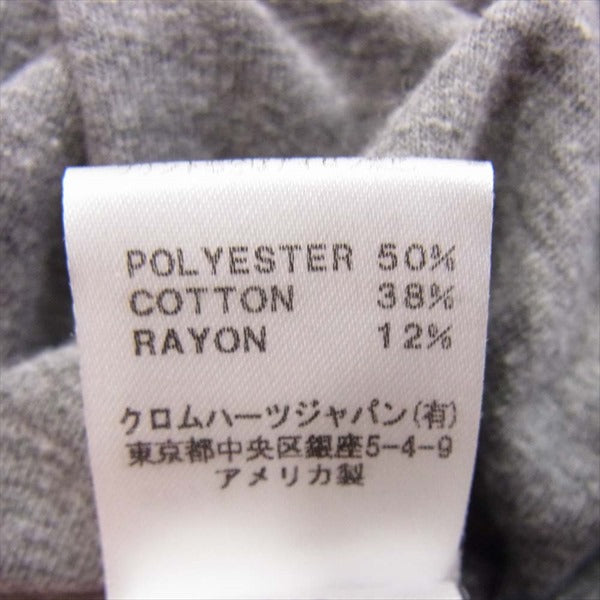 POLYESTER 50%
COTTON 38%
RAYON 12%
クロムハーツジャパン(有)
東京都中央区銀座5-4-9
アメリカ製